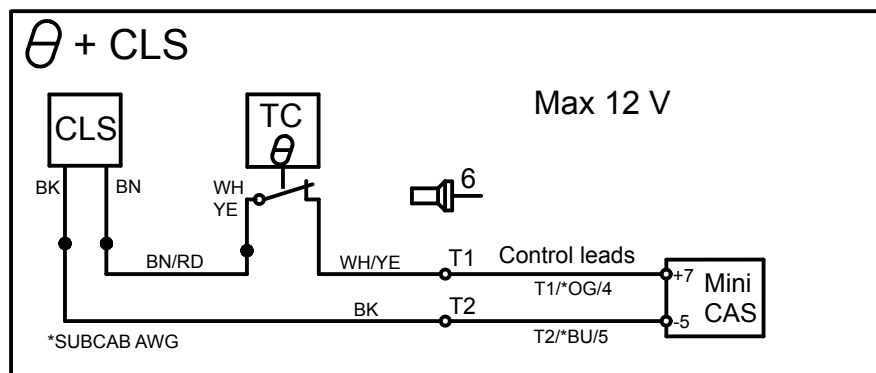 + CLS
Max 12 V
CLS
TC
BK
BN
WH
YE
6
BN/RD
WH/YE
T1
Control leads
+7
Mini
CAS
T1/*OG/4
BK
T2
-5
*SUBCAB AWG
T2/*BU/5